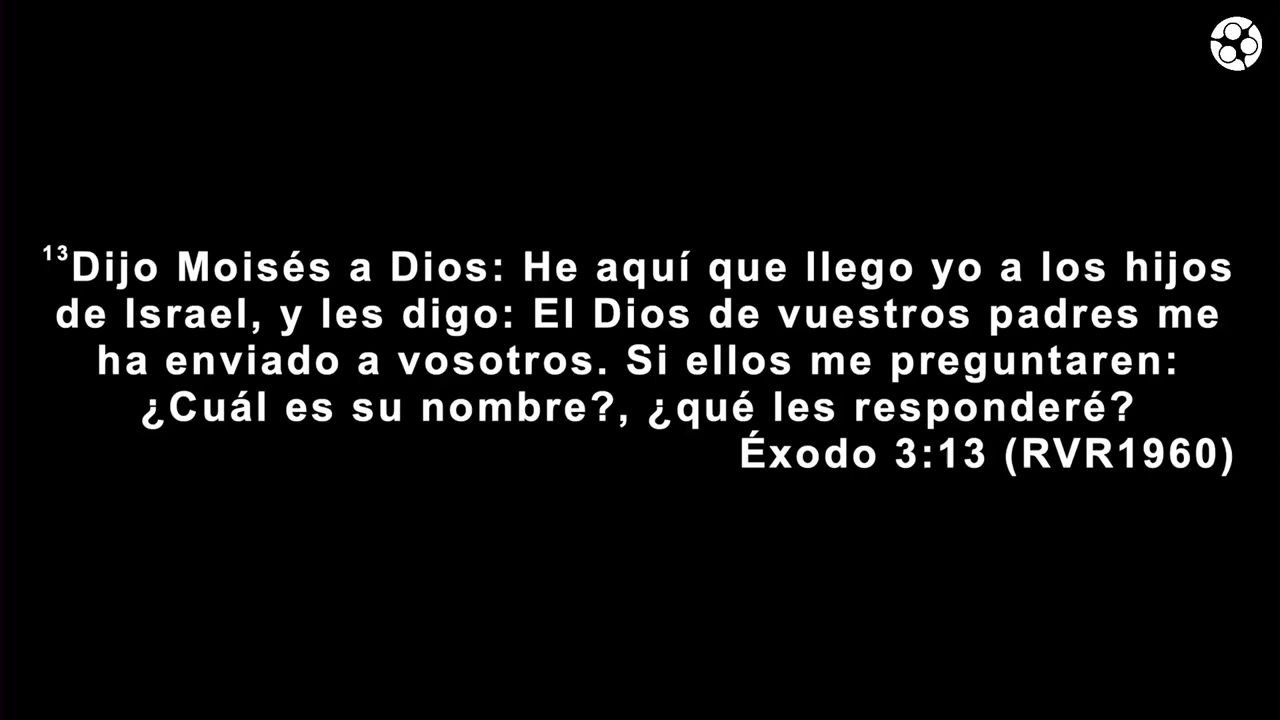 ¹³Dijo Moisés a Dios: He aquí que llego yo a los hijos
de Israel, y les digo: El Dios de vuestros padres me
ha enviado a vosotros. Si ellos me preguntaren:
¿Cuál es su nombre?, ¿qué les responderé?
Éxodo 3:13 (RVR1960)